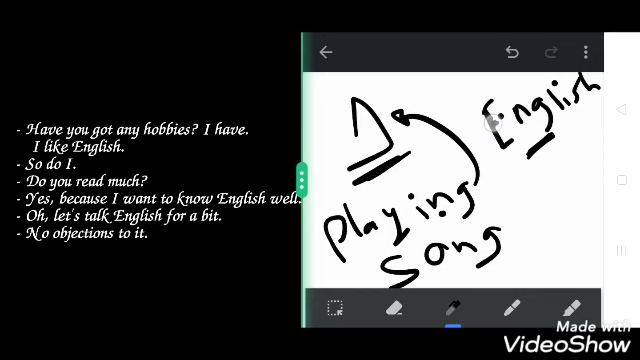 - Have you got any hobbies? I have.
I like English.
- So do I.
- Do you read much?
- Yes, because I want to know English well.
- Oh, let's talk English for a bit.
- No objections to it.
English
playing
song
Made with
VideoShow